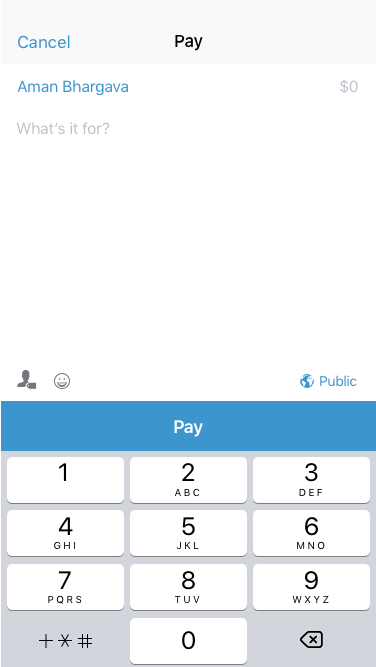 Cancel Pay
Aman Bhargava $0
What's it for?
Public
Pay
1 2 3
ABC DEF
4 5 6
GHI JKL MNO
7 8 9
PQRS TUV WXYZ
+*# 0